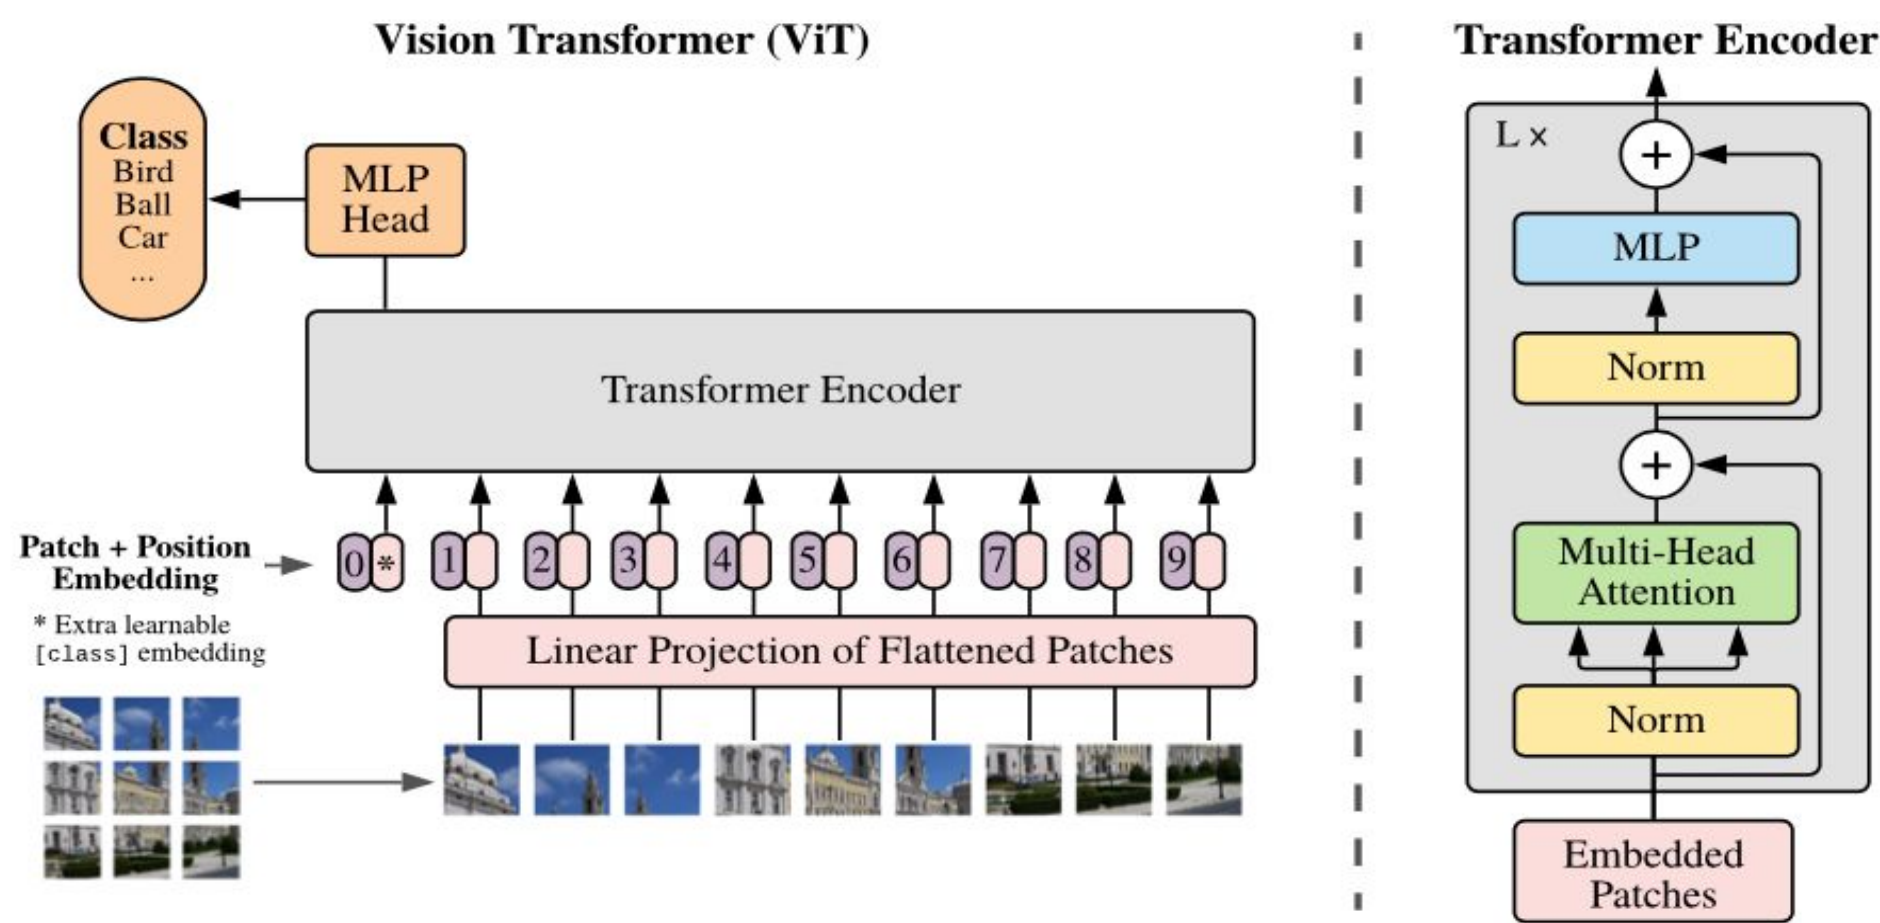 Vision Transformer (ViT)
Class
Bird
Ball
Car
...
MLP
Head
Transformer Encoder
Patch + Position
Embedding
0 * 1 2 3 4 5 6 7 8 9
* Extra learnable
[class] embedding
Linear Projection of Flattened Patches
Transformer Encoder
L ×
+
MLP
Norm
+
Multi-Head
Attention
Norm
Embedded
Patches